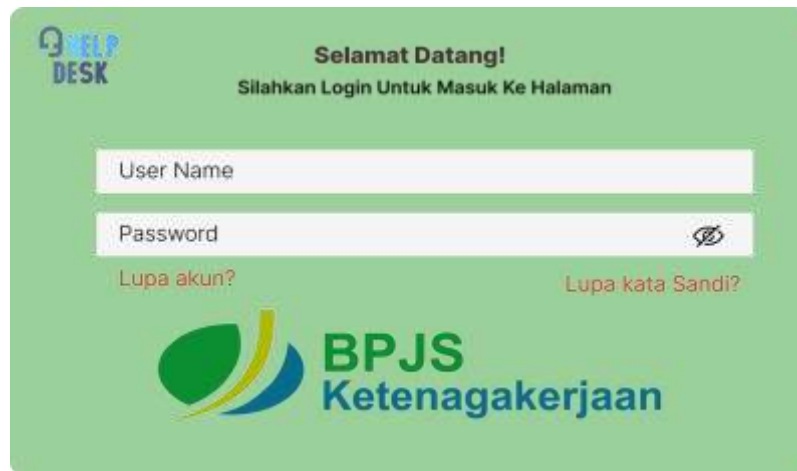 HELP
DESK
Selamat Datang!
Silahkan Login Untuk Masuk Ke Halaman
User Name
Password
Lupa akun?
Lupa kata Sandi?
BPJS
Ketenagakerjaan